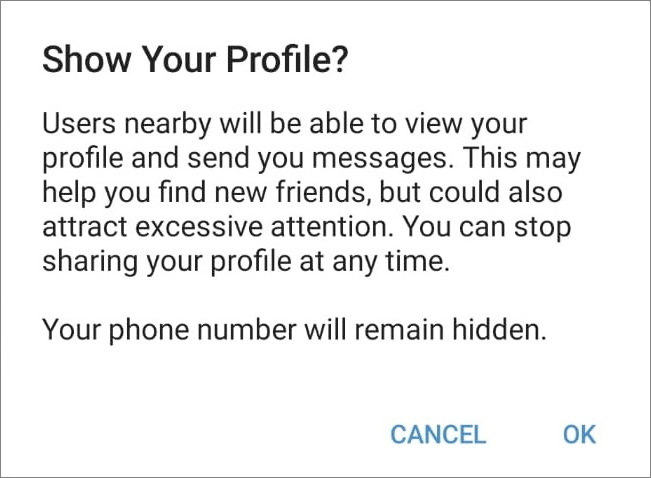 Show Your Profile?
Users nearby will be able to view your
profile and send you messages. This may
help you find new friends, but could also
attract excessive attention. You can stop
sharing your profile at any time.
Your phone number will remain hidden.
CANCEL OK